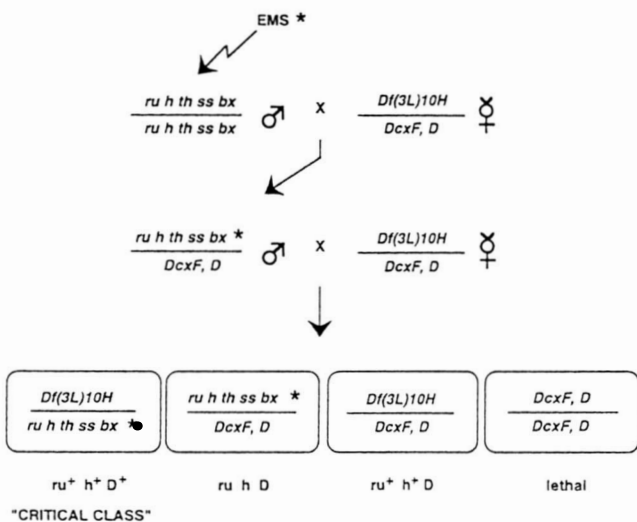 EMS *
ru h th ss bx
ru h th ss bx
♂ x
Df(3L)10H
DcxF, D
ru h th ss bx *
DcxF, D
♂ x
Df(3L)10H
DcxF, D
Df(3L)10H
ru h th ss bx *
ru h th ss bx *
DcxF, D
Df(3L)10H
DcxF, D
DcxF, D
DcxF, D
ru+ h+ D+
ru h D
ru+ h+ D
lethal
"CRITICAL CLASS"